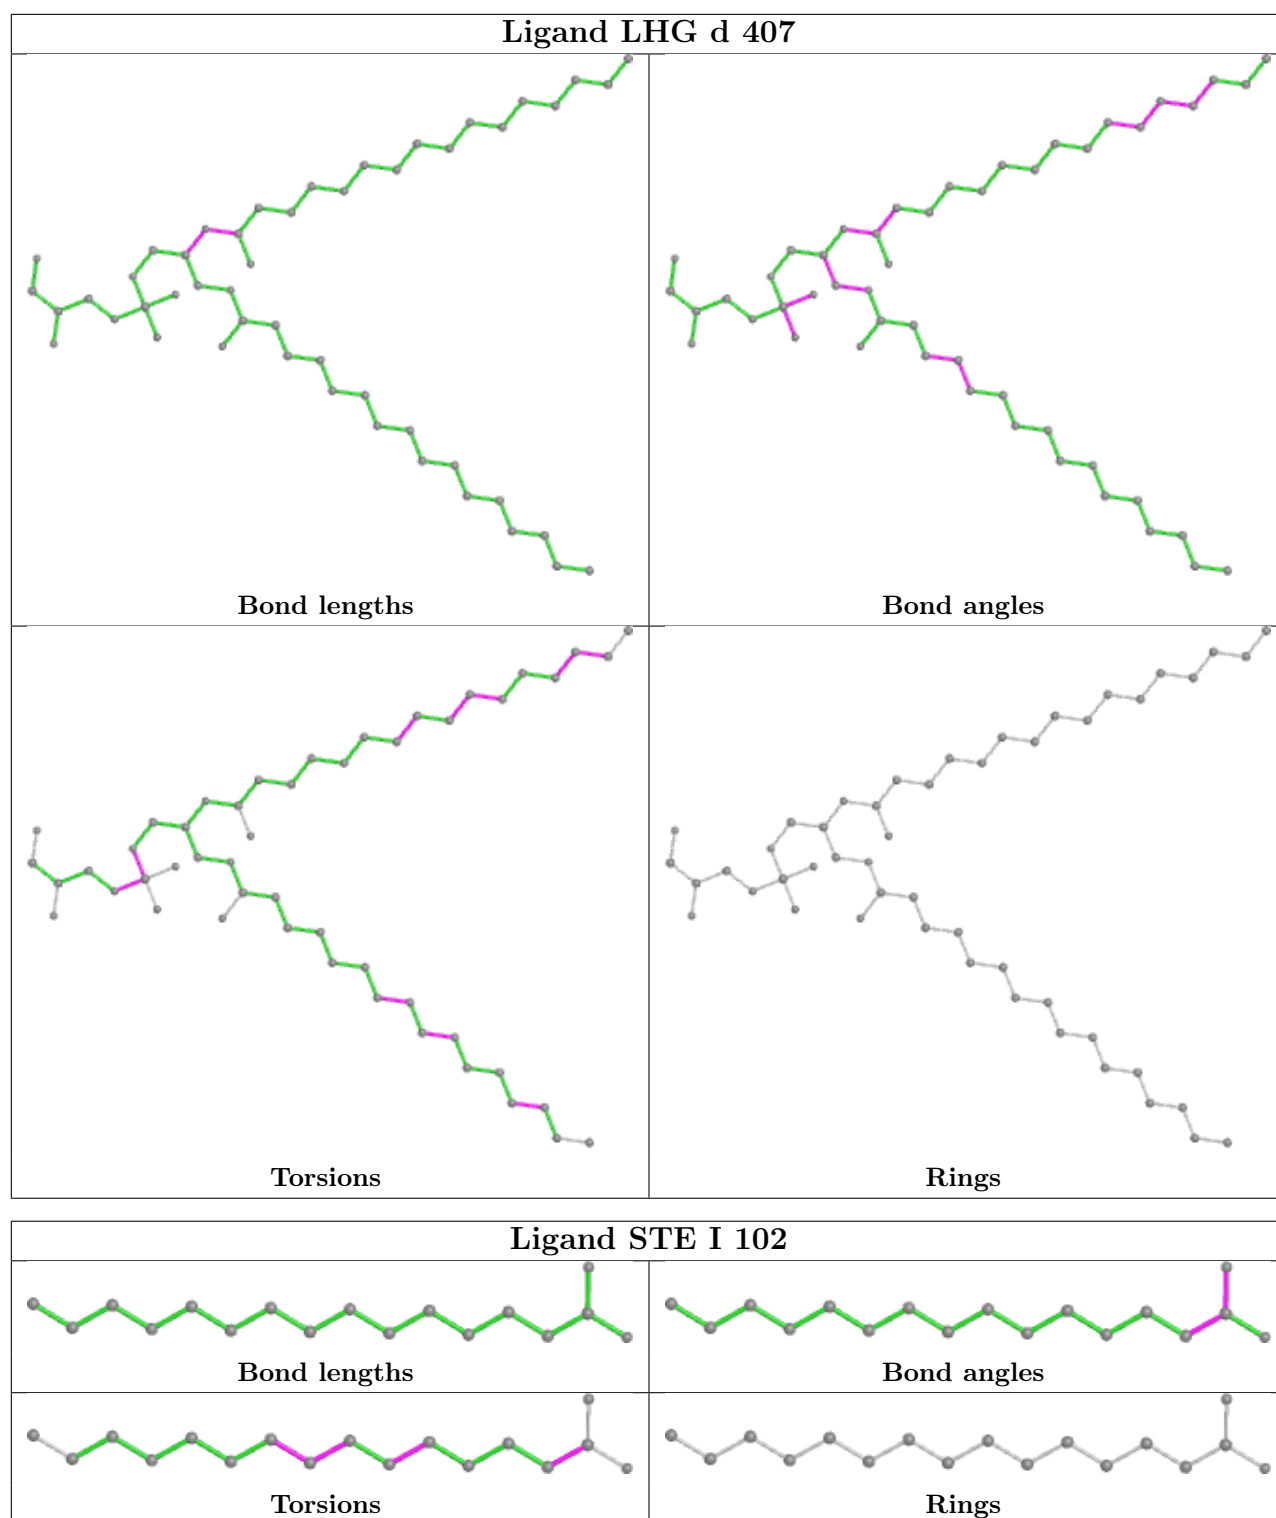 Ligand LHG d 407
Bond lengths
Bond angles
Torsions
Rings
Ligand STE I 102
Bond lengths
Bond angles
Torsions
Rings